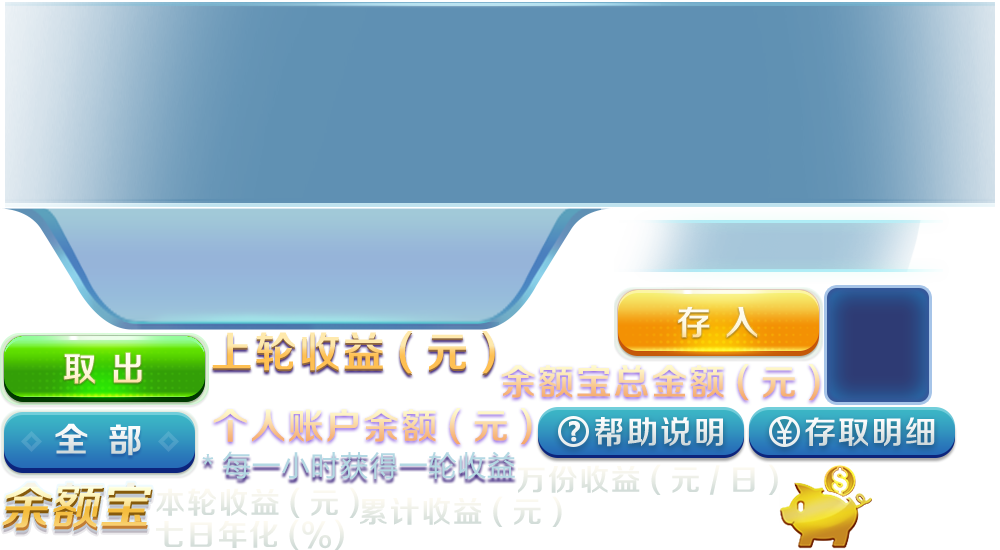 存 入
取 出
上轮收益(元)
余额宝总金额(元)
全 部
个人账户余额(元)
?帮助说明
¥存取明细
* 每一小时获得一轮收益
万份收益(元/日)
$
余额宝
本轮收益(元)
累计收益(元)
七日年化(%)